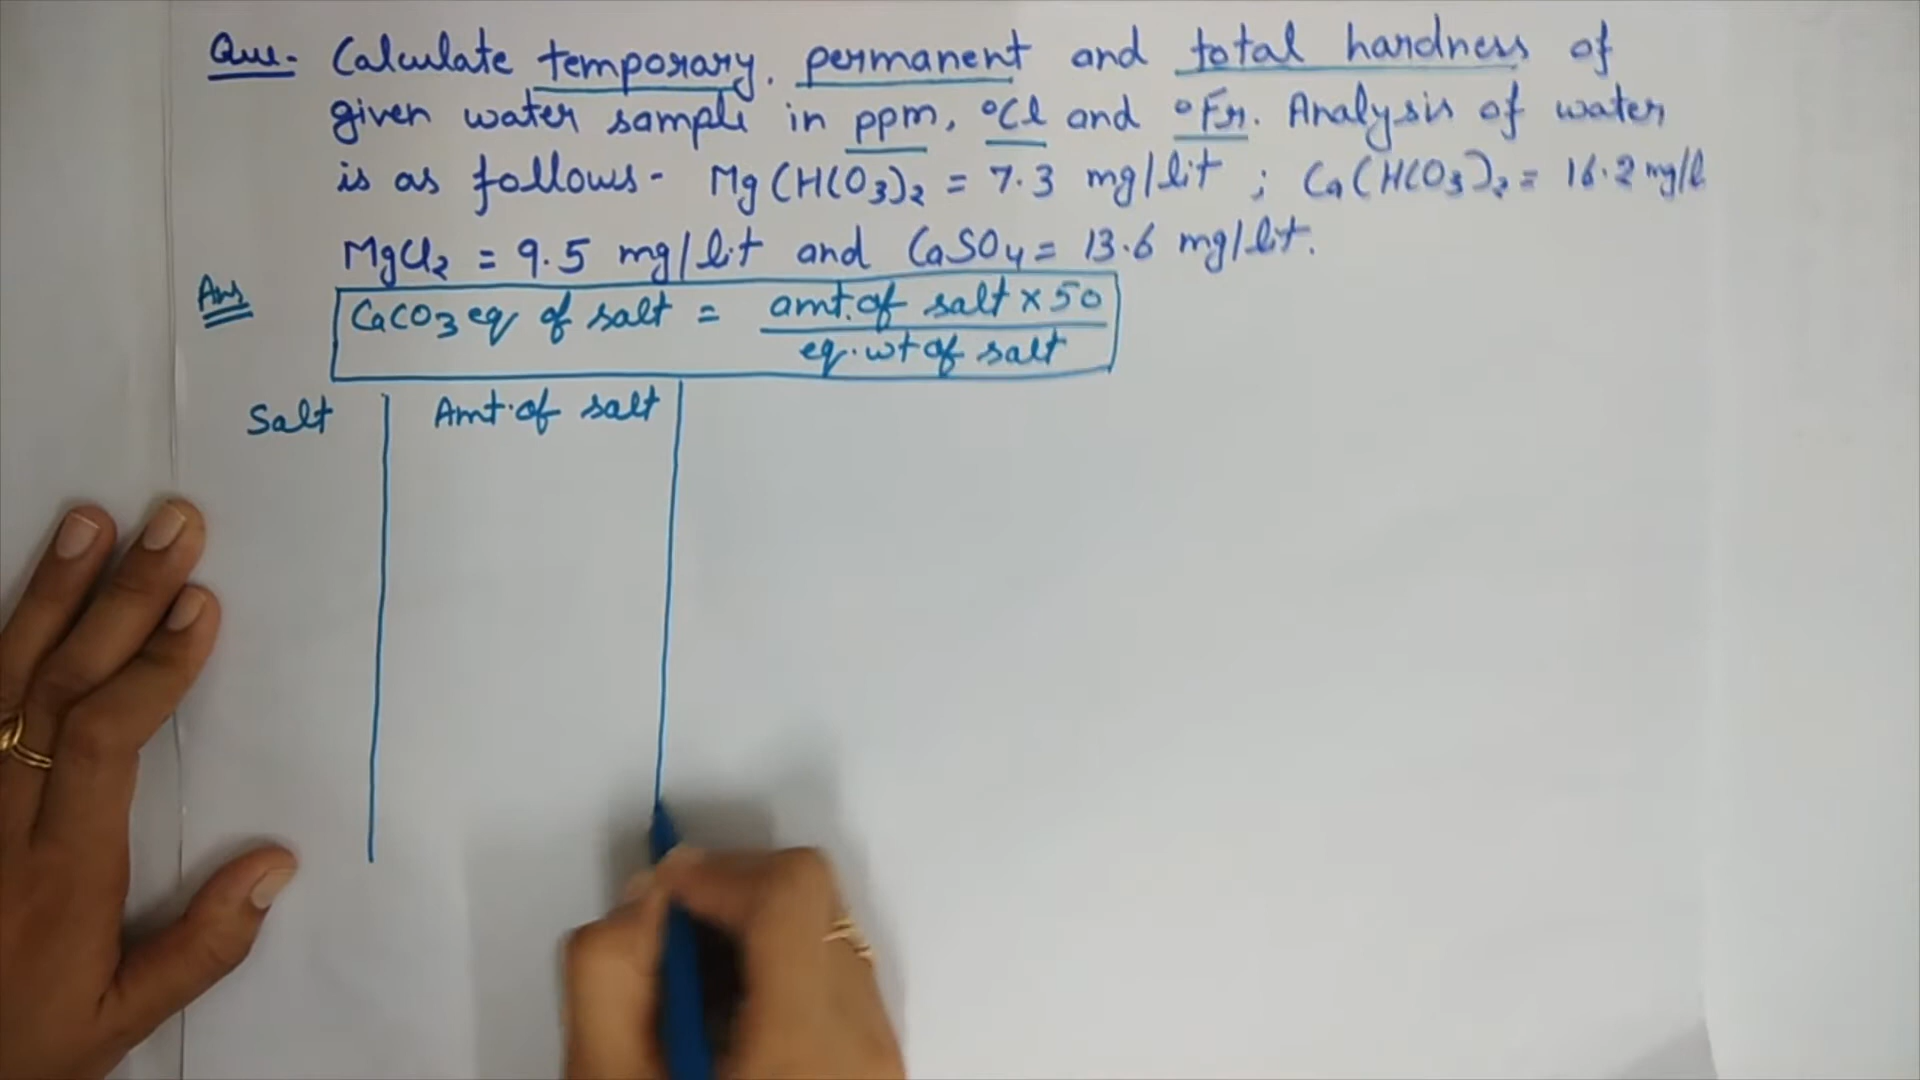 Que- Calculate temporary, permanent and total hardness of
given water sample in ppm, °Cl and °Fr. Analysis of water
is as follows- Mg(HCO3)2 = 7.3 mg/lit ; Ca(HCO3)2 = 16.2 mg/l
MgCl2 = 9.5 mg/lit and CaSO4 = 13.6 mg/lit.
Ans
CaCO3 eq of salt = amt. of salt × 50
eq. wt of salt
Salt Amt. of salt